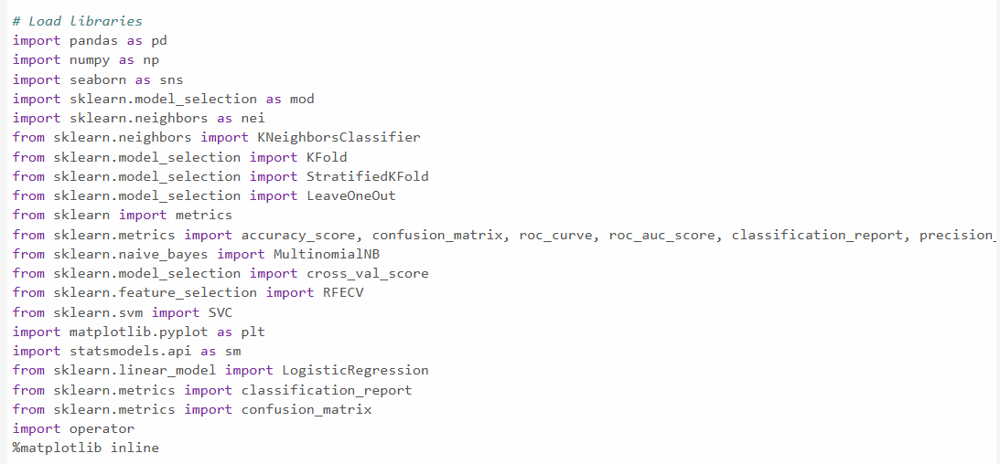 # Load libraries
import pandas as pd
import numpy as np
import seaborn as sns
import sklearn.model_selection as mod
import sklearn.neighbors as nei
from sklearn.neighbors import KNeighborsClassifier
from sklearn.model_selection import KFold
from sklearn.model_selection import StratifiedKFold
from sklearn.model_selection import LeaveOneOut
from sklearn import metrics
from sklearn.metrics import accuracy_score, confusion_matrix, roc_curve, roc_auc_score, classification_report, precision_
from sklearn.naive_bayes import MultinomialNB
from sklearn.model_selection import cross_val_score
from sklearn.feature_selection import RFECV
from sklearn.svm import SVC
import matplotlib.pyplot as plt
import statsmodels.api as sm
from sklearn.linear_model import LogisticRegression
from sklearn.metrics import classification_report
from sklearn.metrics import confusion_matrix
import operator
%matplotlib inline